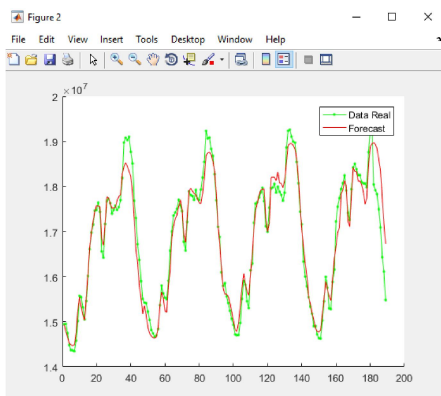 Figure 2
File Edit View Insert Tools Desktop Window Help
×10^7
2
1.9
1.8
1.7
1.6
1.5
1.4
0 20 40 60 80 100 120 140 160 180 200
Data Real
Forecast